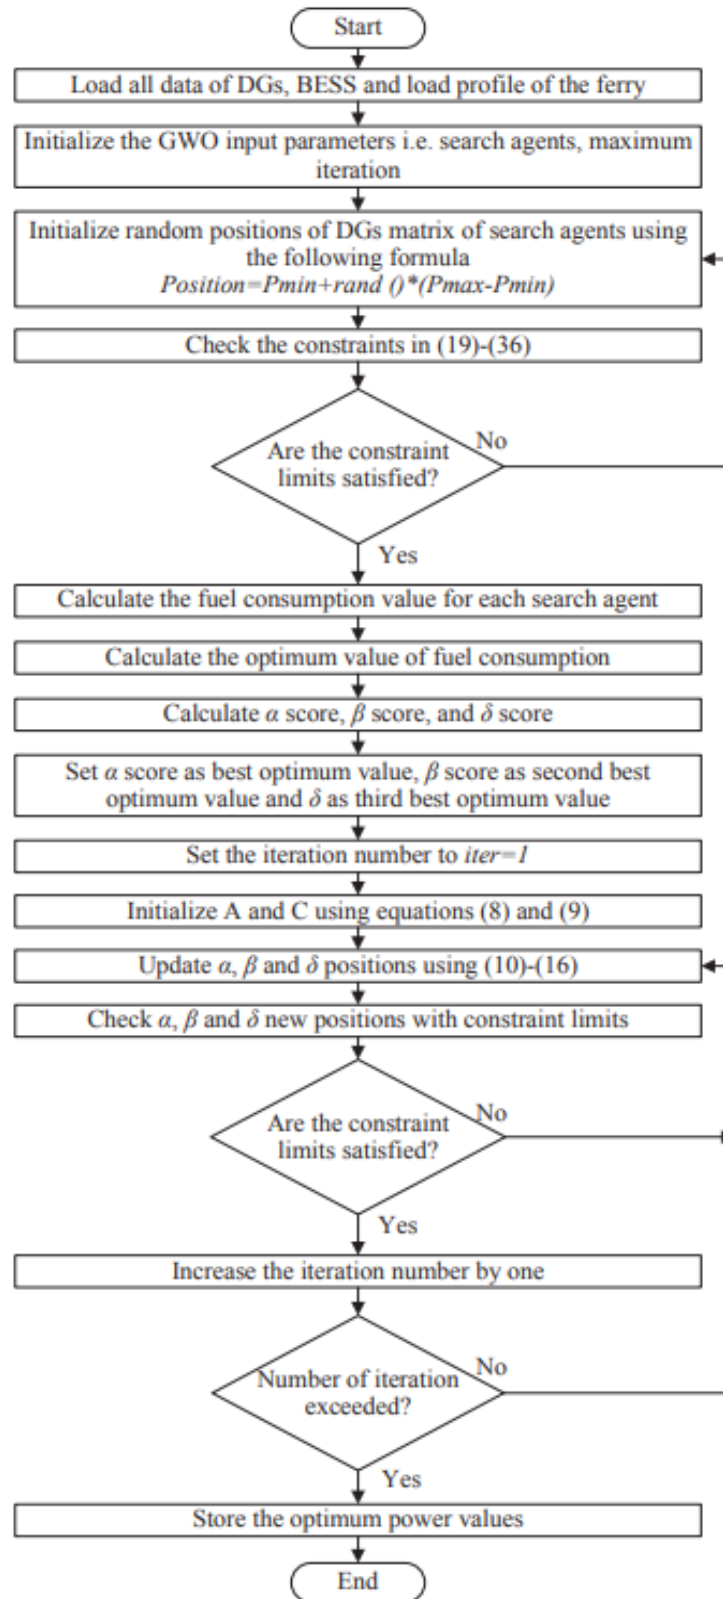 Start
Load all data of DGs, BESS and load profile of the ferry
Initialize the GWO input parameters i.e. search agents, maximum
iteration
Initialize random positions of DGs matrix of search agents using
the following formula
Position=Pmin+rand ()*(Pmax-Pmin)
Check the constraints in (19)-(36)
Are the constraint
limits satisfied?
No
Yes
Calculate the fuel consumption value for each search agent
Calculate the optimum value of fuel consumption
Calculate α score, β score, and δ score
Set α score as best optimum value, β score as second best
optimum value and δ as third best optimum value
Set the iteration number to iter=1
Initialize A and C using equations (8) and (9)
Update α, β and δ positions using (10)-(16)
Check α, β and δ new positions with constraint limits
Are the constraint
limits satisfied?
No
Yes
Increase the iteration number by one
Number of iteration
exceeded?
No
Yes
Store the optimum power values
End